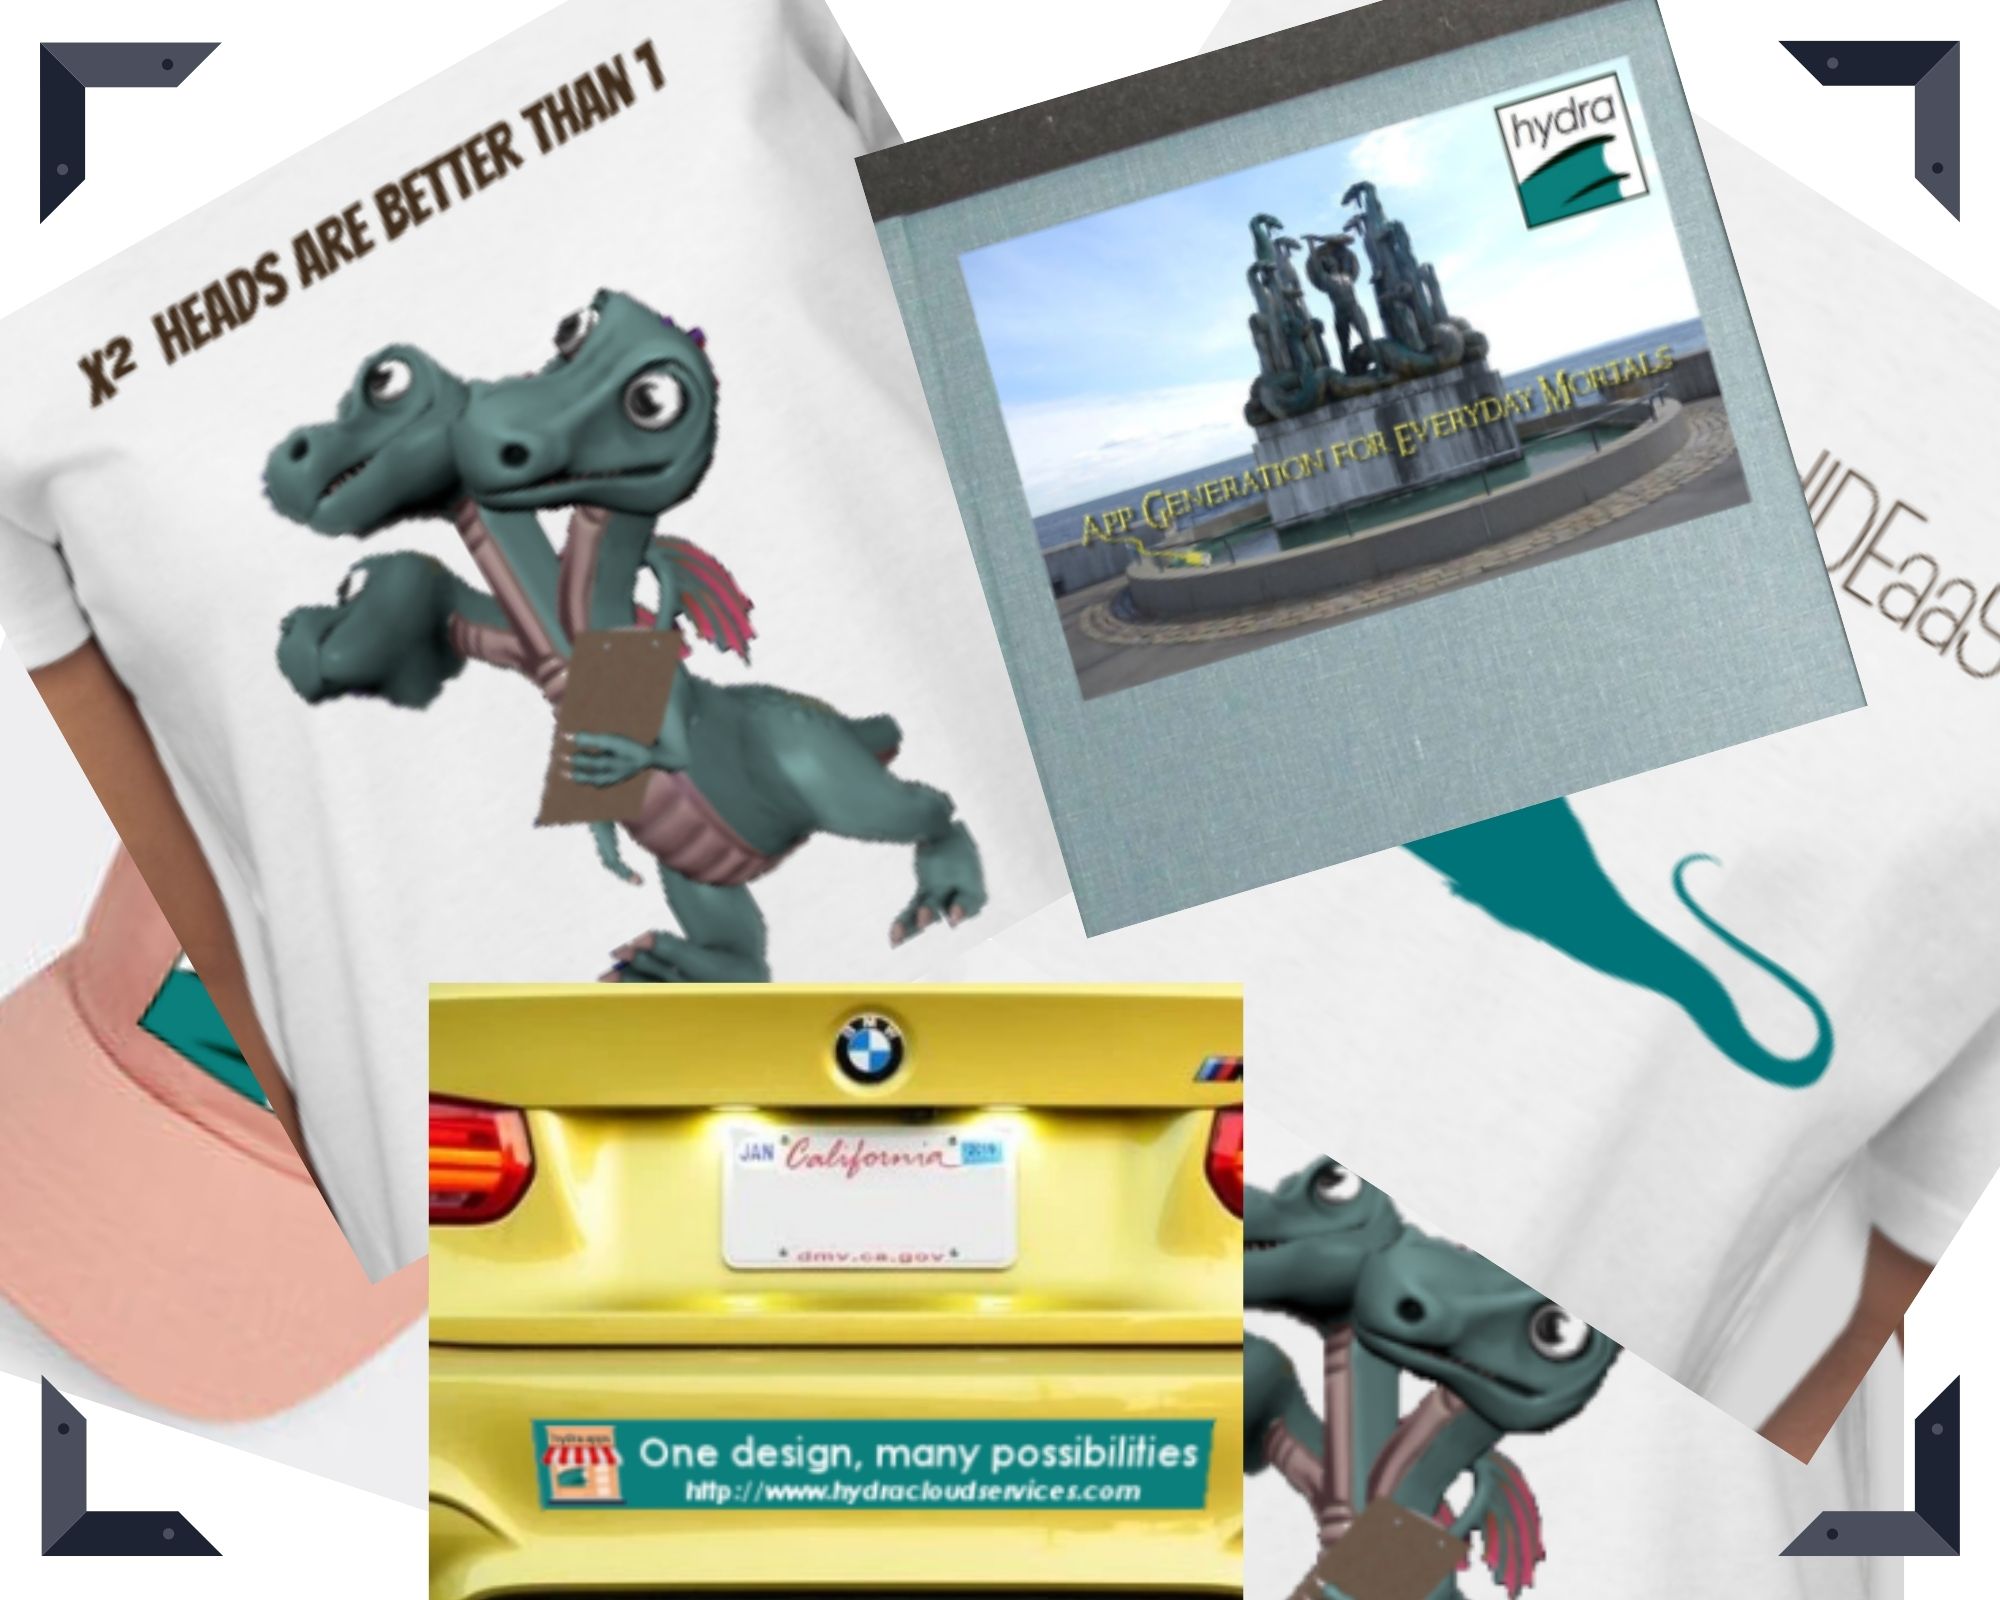 X² HEADS ARE BETTER THAN 1
hydra
APP GENERATION FOR EVERYDAY MORTALS
IDEaaS
BMW
JAN California 2019
dmv.ca.gov
One design, many possibilities
http://www.hydracloudservices.com